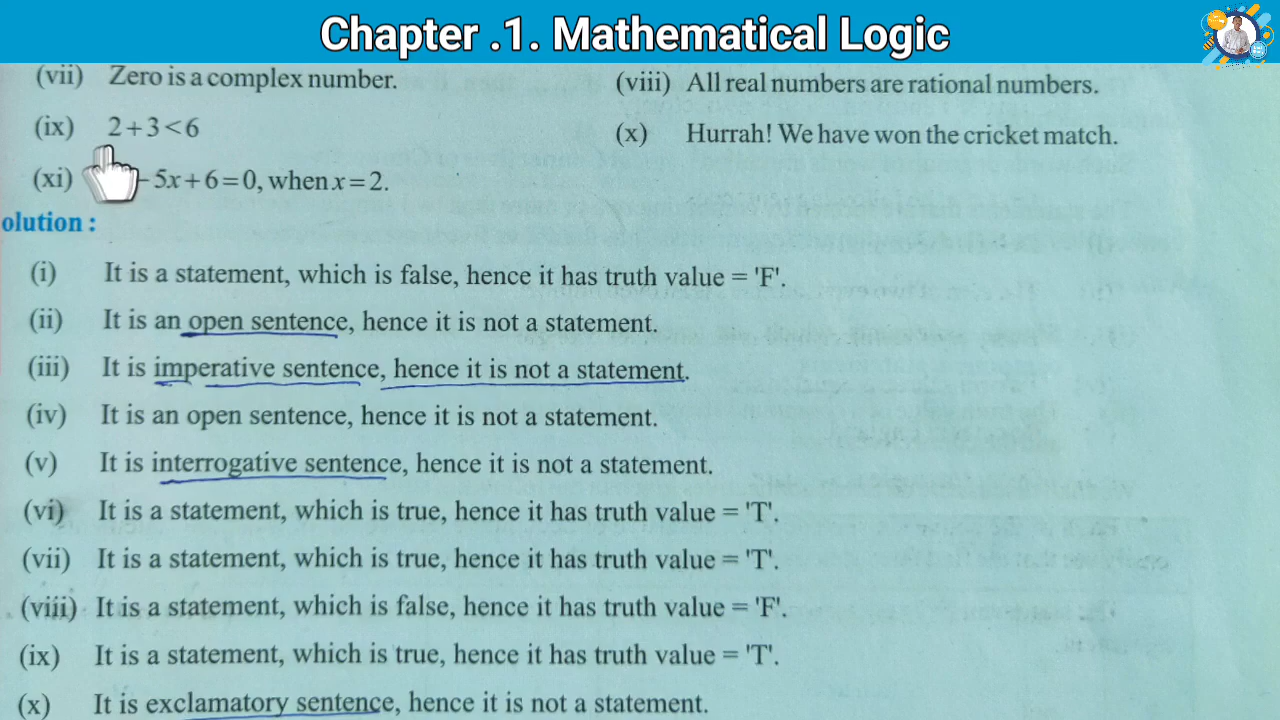 Chapter .1. Mathematical Logic
(vii) Zero is a complex number. (viii) All real numbers are rational numbers.
(ix) 2+3<6 (x) Hurrah! We have won the cricket match.
(xi) - 5x+6=0, when x=2.
olution :
(i) It is a statement, which is false, hence it has truth value = 'F'.
(ii) It is an open sentence, hence it is not a statement.
(iii) It is imperative sentence, hence it is not a statement.
(iv) It is an open sentence, hence it is not a statement.
(v) It is interrogative sentence, hence it is not a statement.
(vi) It is a statement, which is true, hence it has truth value = 'T'.
(vii) It is a statement, which is true, hence it has truth value = 'T'.
(viii) It is a statement, which is false, hence it has truth value = 'F'.
(ix) It is a statement, which is true, hence it has truth value = 'T'.
(x) It is exclamatory sentence, hence it is not a statement.